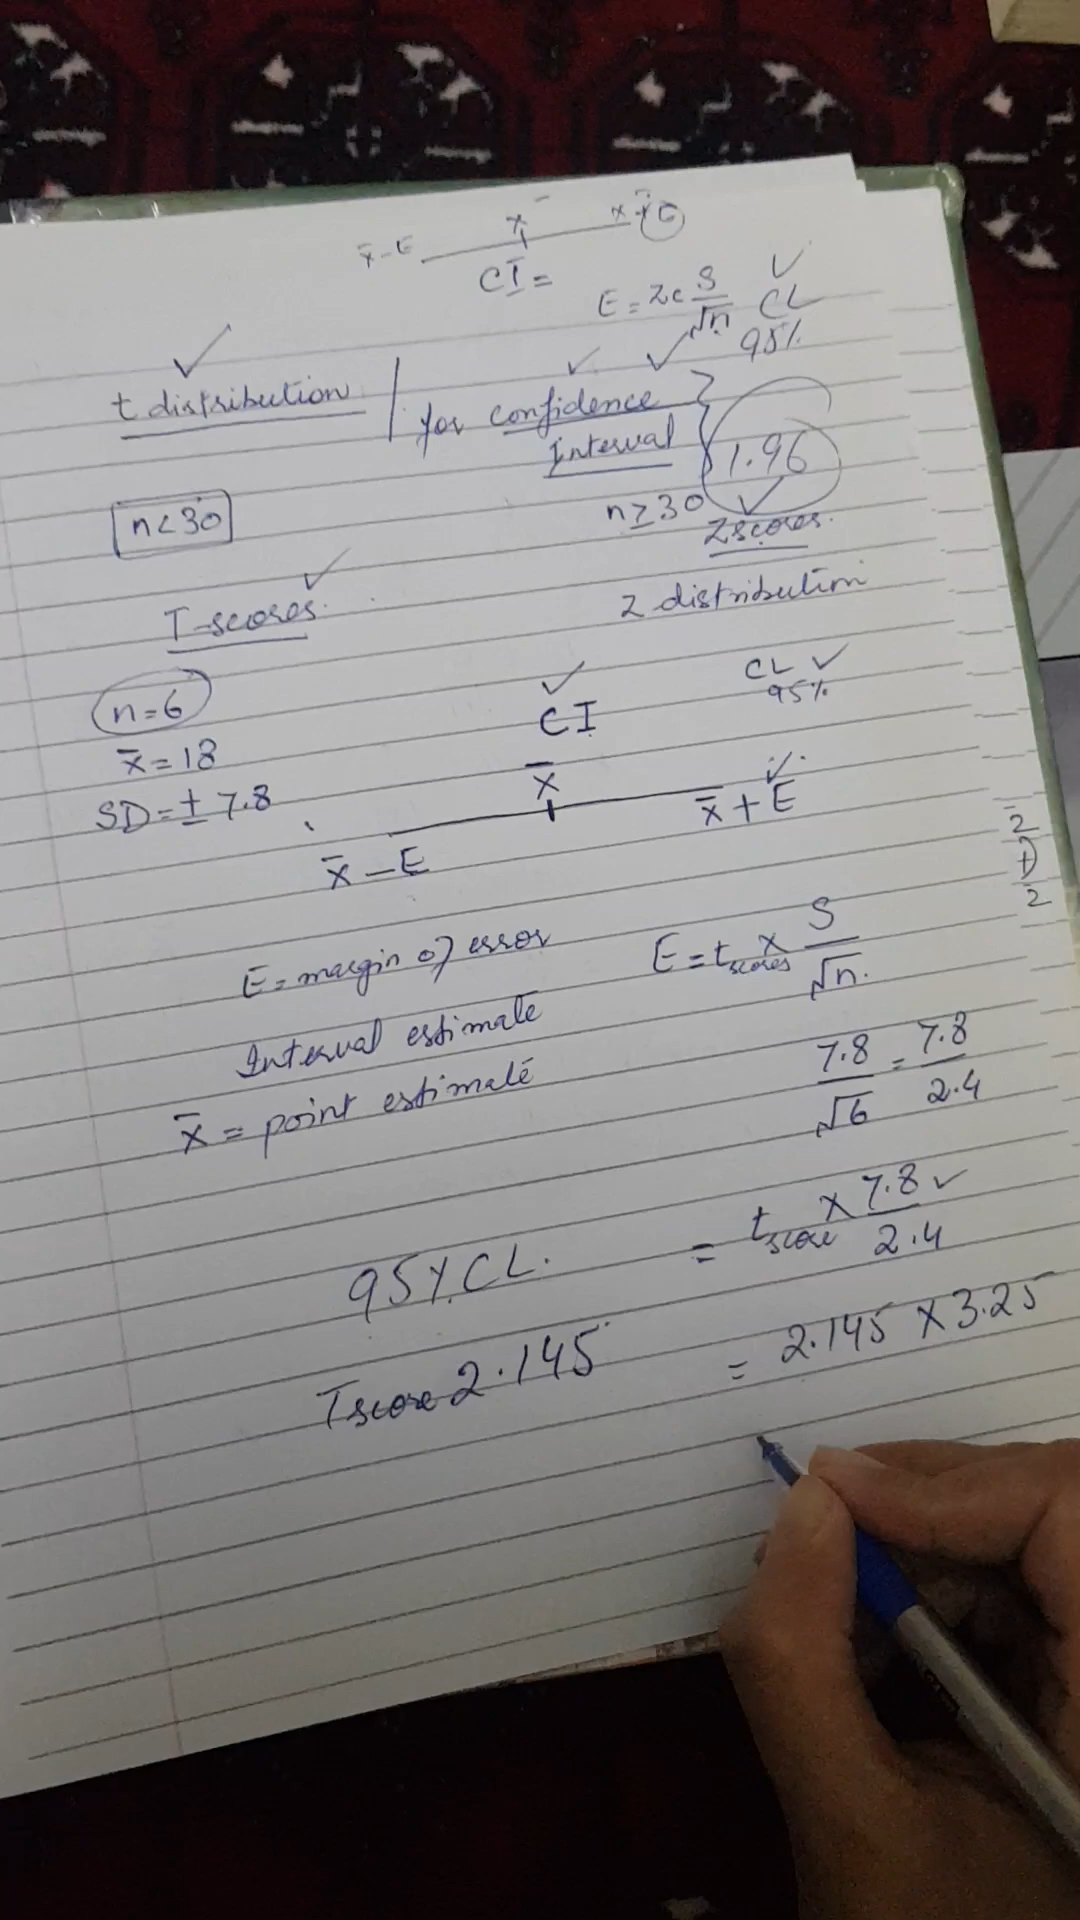 x̄
x̄-E
x+E
CI =
E = Zc S/√n
CL
95%
t distribution
for confidence
Interval
1.96
n<30
n≥30
Z scores.
T-scores.
Z distribution
n=6
CL
95%
CI
x̄ = 18
x̄
SD = ± 7.8
x̄ + E
x̄ - E
E = margin of error
E = t scores × S/√n.
Interval estimate
7.8/√6 = 7.8/2.4
x̄ = point estimate
= t score × 7.8/2.4
95% CL.
T score 2.145
= 2.145 × 3.25